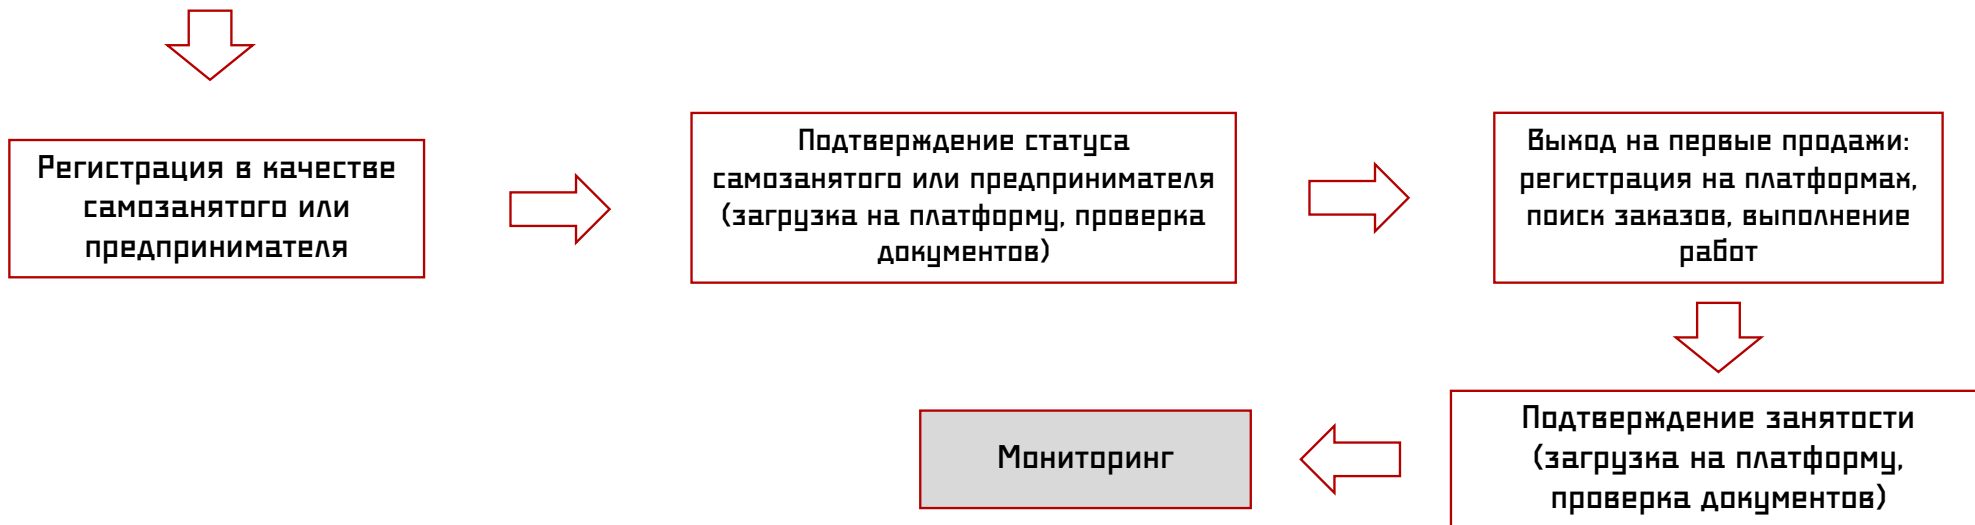 Регистрация в качестве
самозанятого или
предпринимателя
Подтверждение статуса
самозанятого или предпринимателя
(загрузка на платформу, проверка
документов)
Выход на первые продажи:
регистрация на платформах,
поиск заказов, выполнение
работ
Подтверждение занятости
(загрузка на платформу,
проверка документов)
Мониторинг